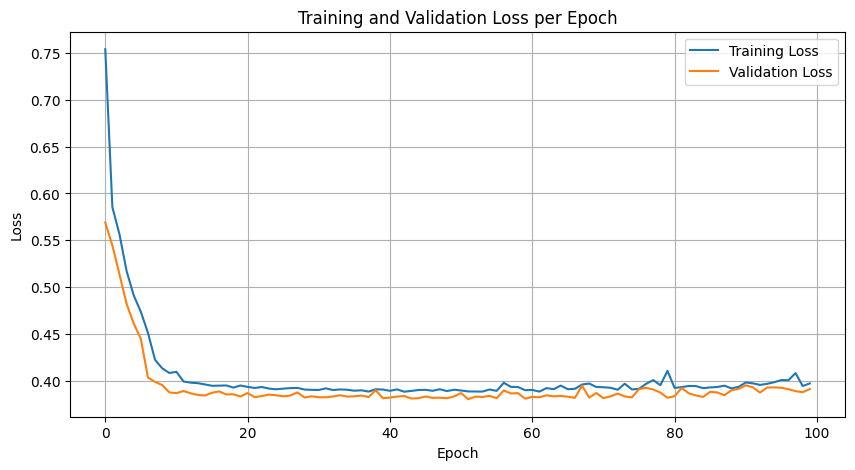 Training and Validation Loss per Epoch
Training Loss
Validation Loss
0.75
0.70
0.65
0.60
0.55
0.50
0.45
0.40
Loss
0 20 40 60 80 100
Epoch